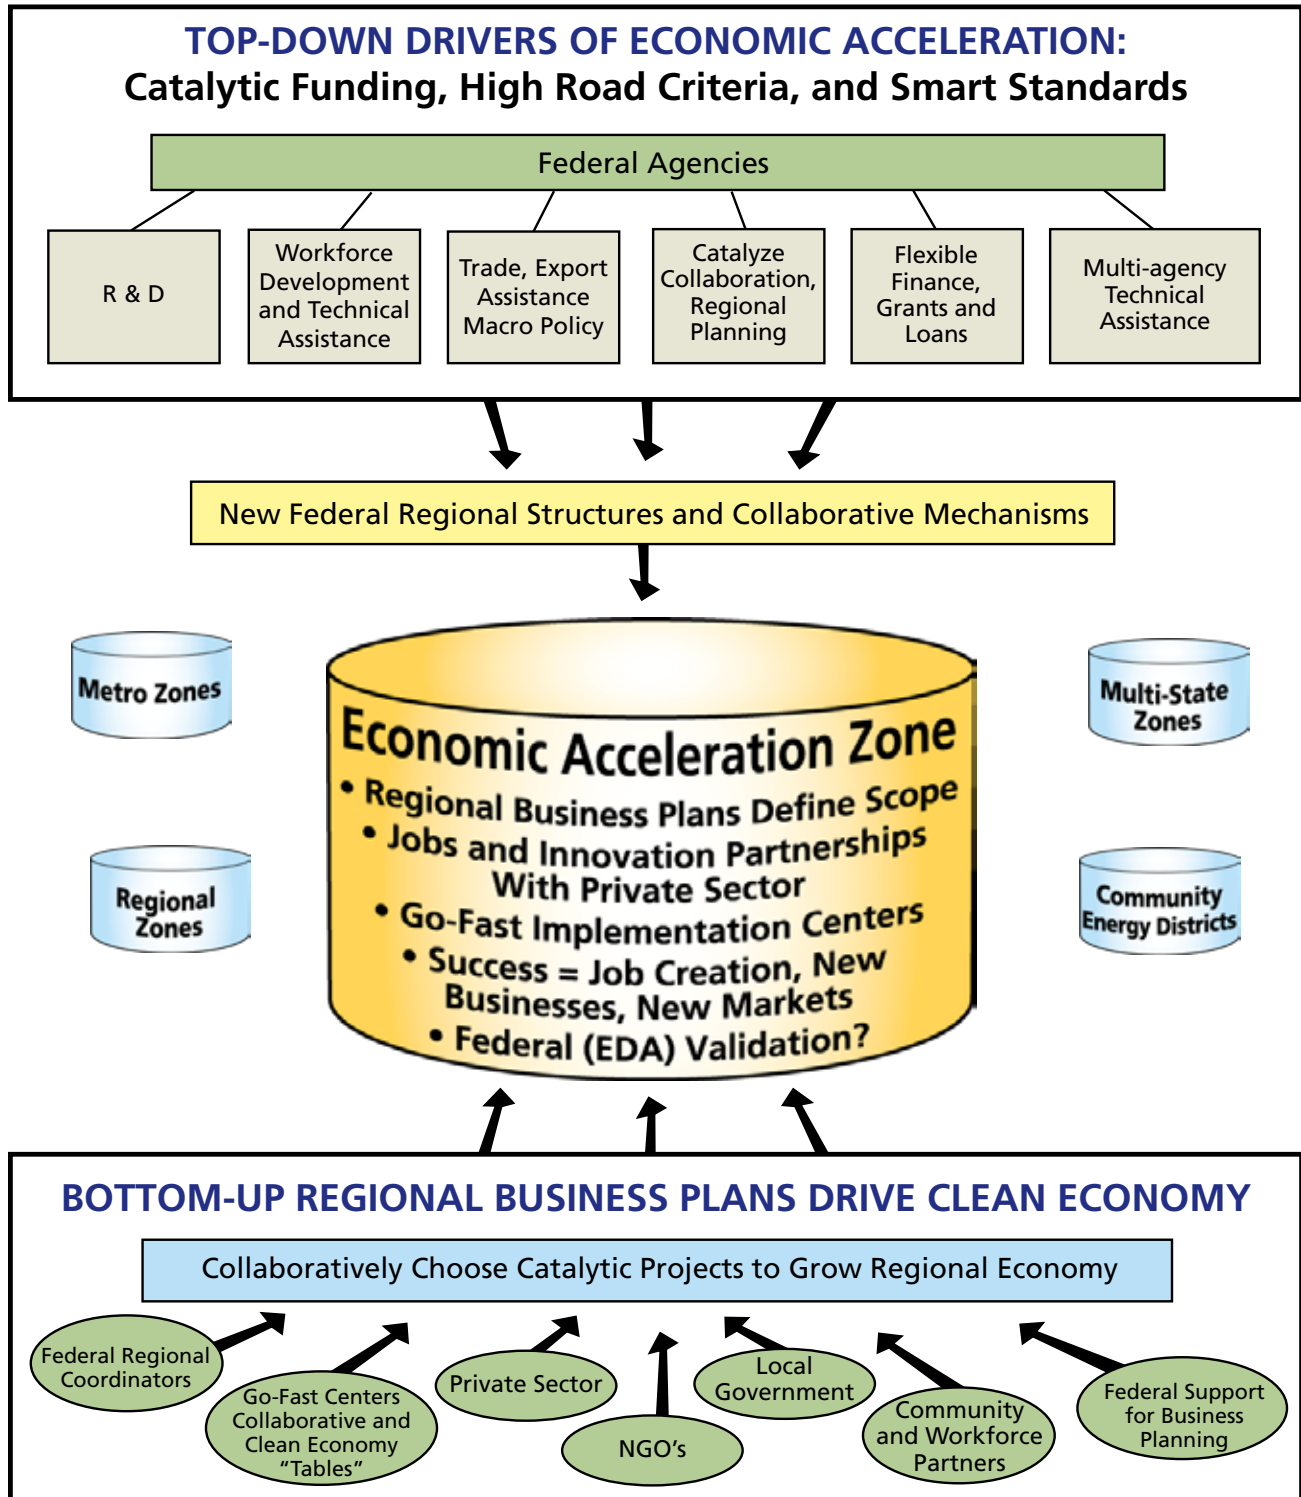 TOP-DOWN DRIVERS OF ECONOMIC ACCELERATION:
Catalytic Funding, High Road Criteria, and Smart Standards
Federal Agencies
R & D
Workforce
Development
and Technical
Assistance
Trade, Export
Assistance
Macro Policy
Catalyze
Collaboration,
Regional
Planning
Flexible
Finance,
Grants and
Loans
Multi-agency
Technical
Assistance
New Federal Regional Structures and Collaborative Mechanisms
Metro Zones
Regional
Zones
Economic Acceleration Zone
• Regional Business Plans Define Scope
• Jobs and Innovation Partnerships
With Private Sector
• Go-Fast Implementation Centers
• Success = Job Creation, New
Businesses, New Markets
• Federal (EDA) Validation?
Multi-State
Zones
Community
Energy Districts
BOTTOM-UP REGIONAL BUSINESS PLANS DRIVE CLEAN ECONOMY
Collaboratively Choose Catalytic Projects to Grow Regional Economy
Federal Regional
Coordinators
Go-Fast Centers
Collaborative and
Clean Economy
“Tables”
Private Sector
NGO’s
Local
Government
Community
and Workforce
Partners
Federal Support
for Business
Planning